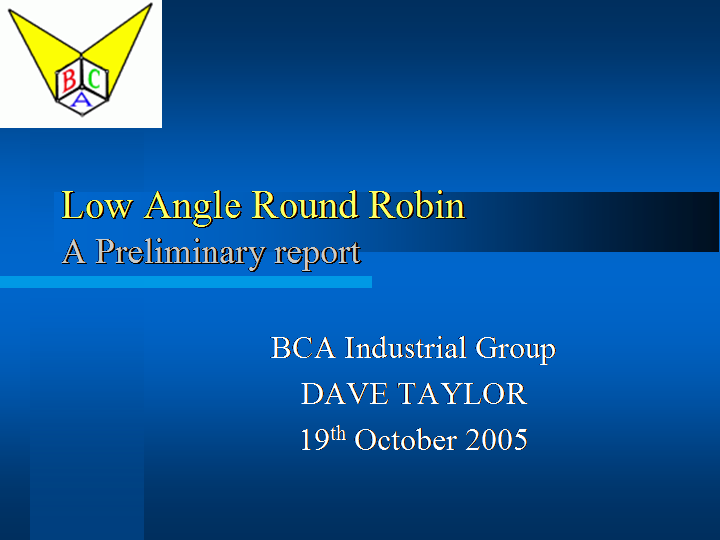 B C
A
Low Angle Round Robin
A Preliminary report
BCA Industrial Group
DAVE TAYLOR
19th October 2005